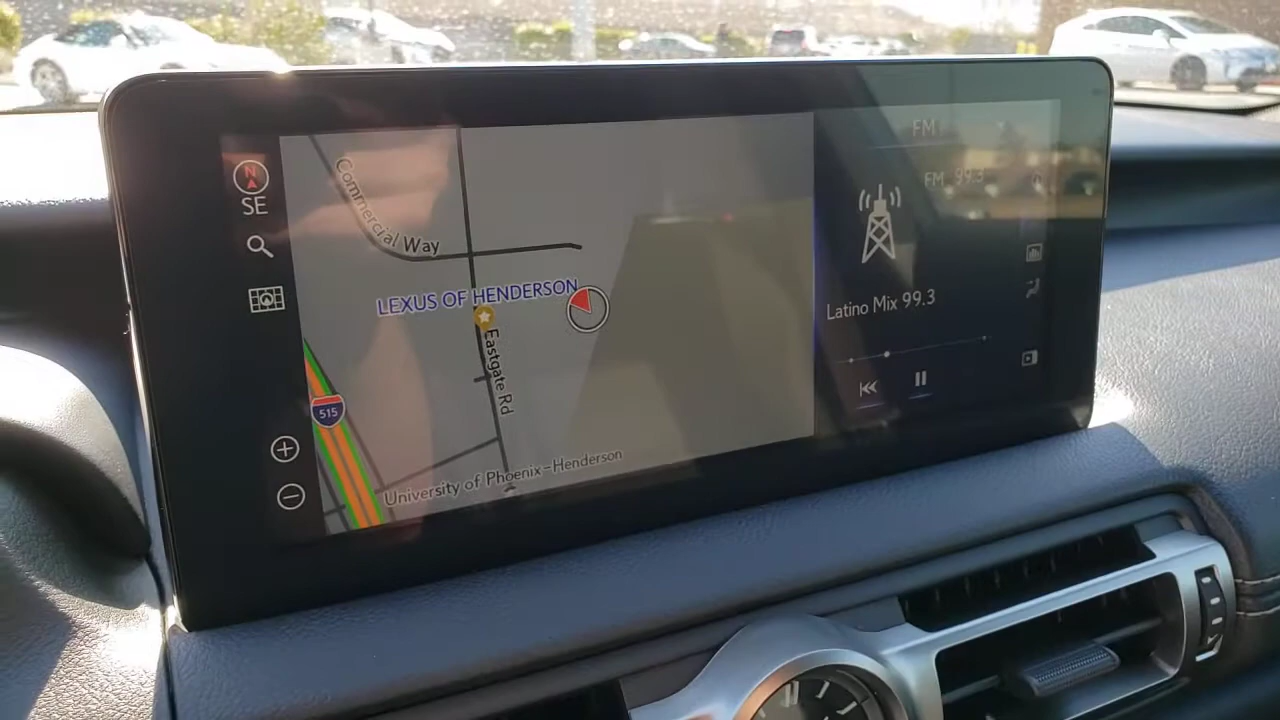 N
SE
Commercial Way
LEXUS OF HENDERSON
Eastgate Rd
515
University of Phoenix-Henderson
FM
FM 99.3
Latino Mix 99.3